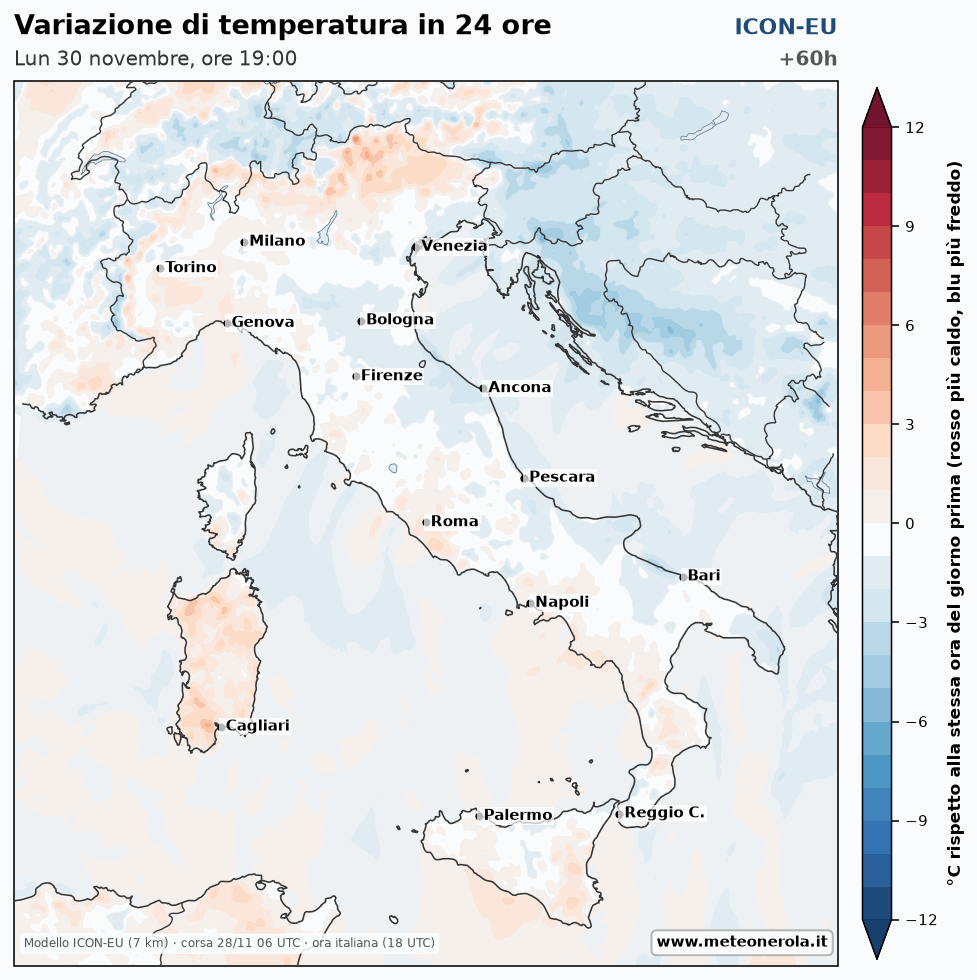 Variazione di temperatura in 24 ore
ICON-EU
Lun 30 novembre, ore 19:00
+60h
Milano
Venezia
Torino
Genova
Bologna
Firenze
Ancona
Pescara
Roma
Bari
Napoli
Cagliari
Palermo
Reggio C.
Modello ICON-EU (7 km) · corsa 28/11 06 UTC · ora italiana (18 UTC)
www.meteonerola.it
12
9
6
3
0
−3
−6
−9
−12
°C rispetto alla stessa ora del giorno prima (rosso più caldo, blu più freddo)